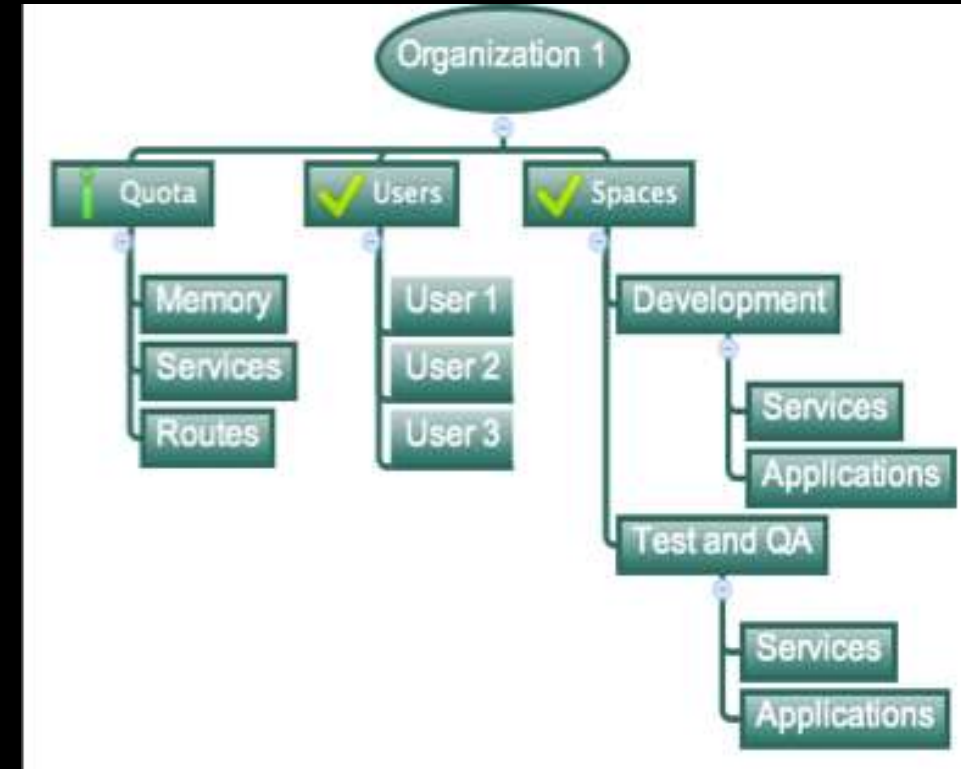 Organization 1
Quota
Users
Spaces
Memory
Services
Routes
User 1
User 2
User 3
Development
Services
Applications
Test and QA
Services
Applications